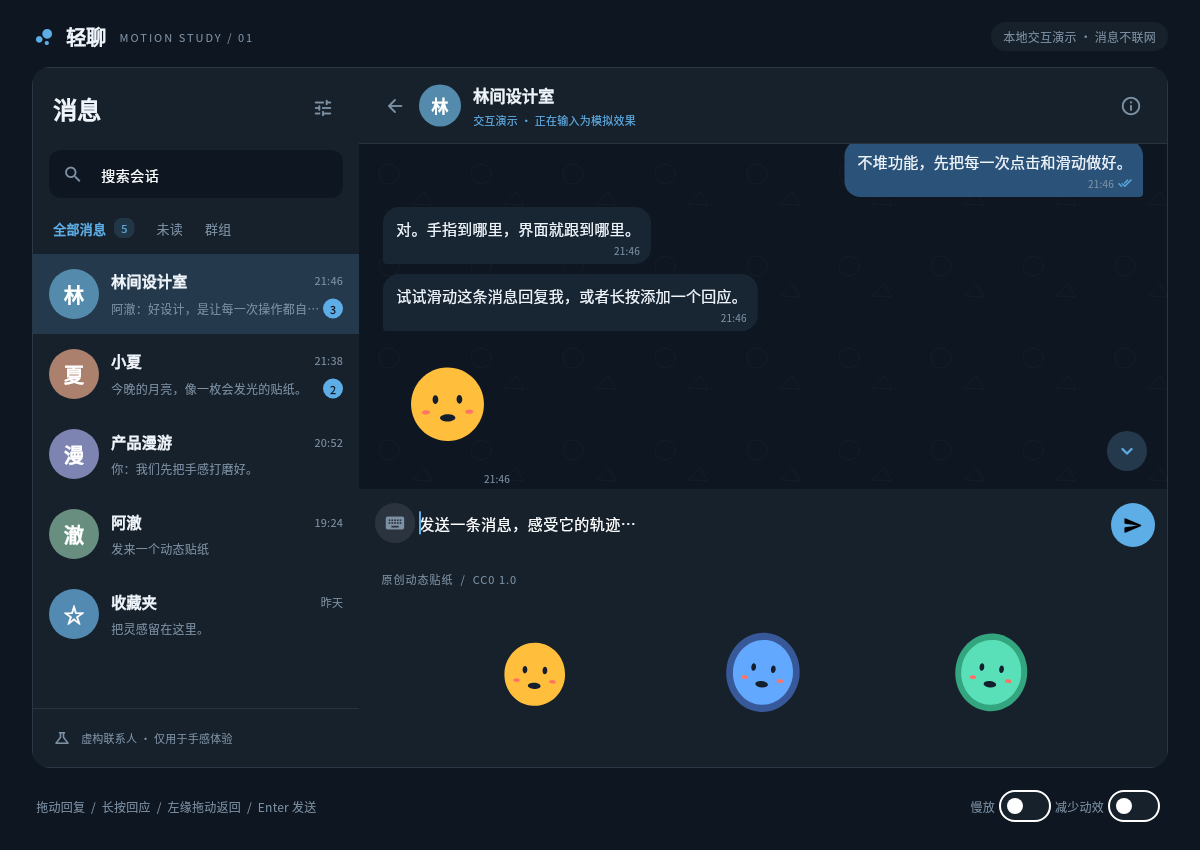 轻聊
MOTION STUDY / 01
本地交互演示 · 消息不联网
消息
搜索会话
全部消息 5 未读 群组
林 林间设计室 21:46
阿澈：好设计，是让每一次操作都自… 3
夏 小夏 21:38
今晚的月亮，像一枚会发光的贴纸。 2
漫 产品漫游 20:52
你：我们先把手感打磨好。
澈 阿澈 19:24
发来一个动态贴纸
收藏夹 昨天
把灵感留在这里。
虚构联系人 · 仅用于手感体验
林 林间设计室
交互演示 · 正在输入为模拟效果
不堆功能，先把每一次点击和滑动做好。
21:46
对。手指到哪里，界面就跟到哪里。
21:46
试试滑动这条消息回复我，或者长按添加一个回应。
21:46
21:46
发送一条消息，感受它的轨迹…
原创动态贴纸 / CC0 1.0
拖动回复 / 长按回应 / 左缘拖动返回 / Enter 发送
慢放 减少动效